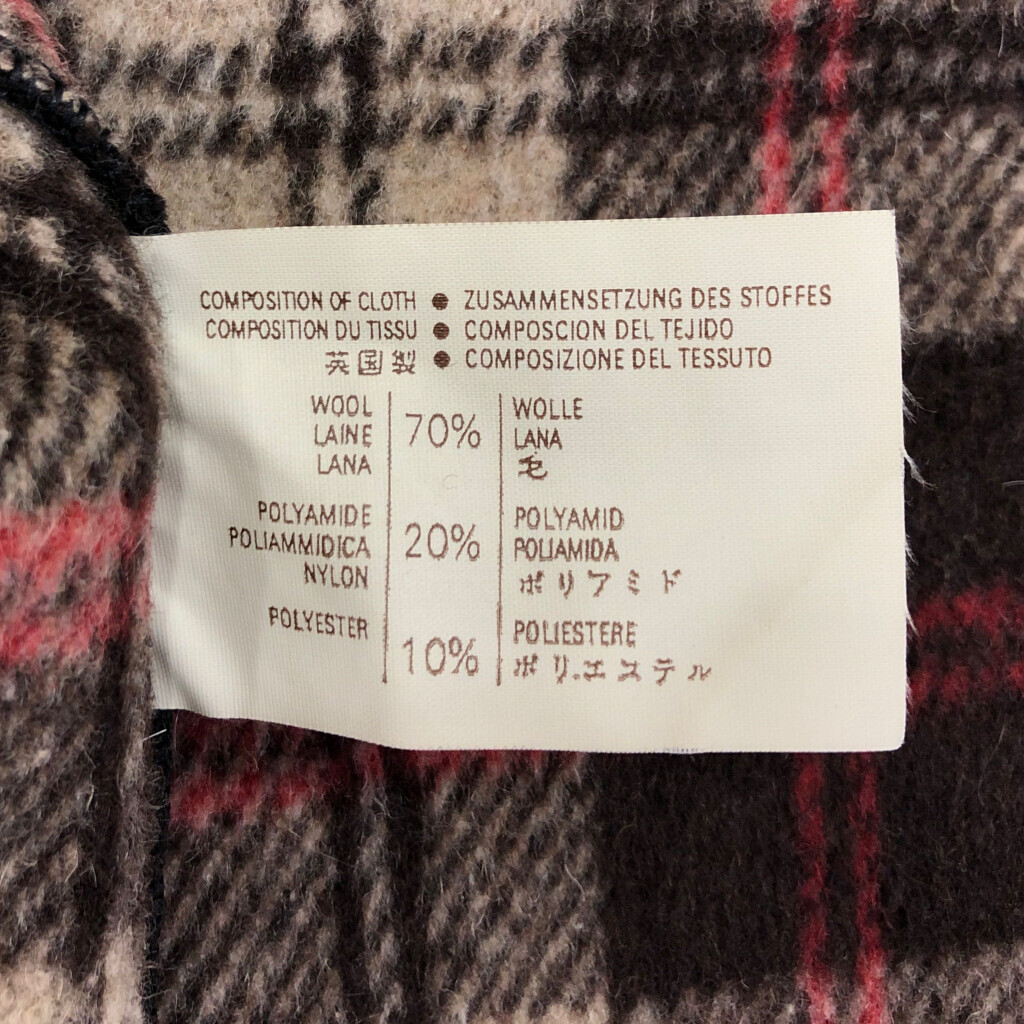 COMPOSITION OF CLOTH ● ZUSAMMENSETZUNG DES STOFFES
COMPOSITION DU TISSU ● COMPOSCION DEL TEJIDO
英国製 ● COMPOSIZIONE DEL TESSUTO
WOOL 70% WOLLE
LAINE LANA
LANA 毛
POLYAMIDE 20% POLYAMID
POLIAMMIDICA POLIAMIDA
NYLON ポリアミド
POLYESTER 10% POLIESTERE
ポリ.エステル